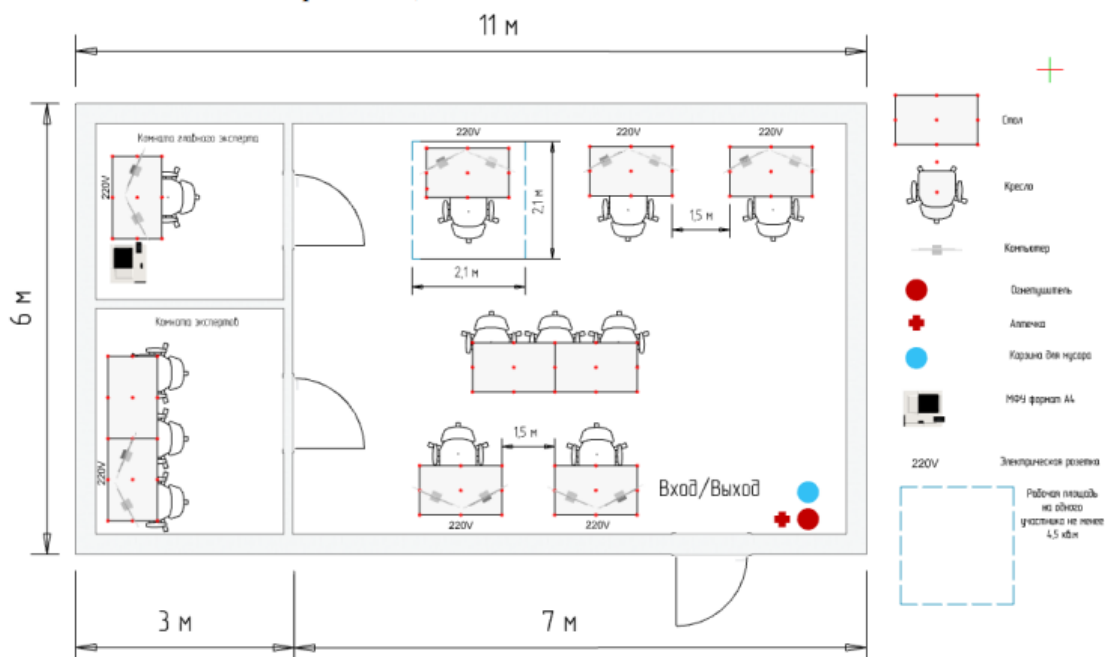 11 м
6 м
Комната главного эксперта
220V
220V
220V
220V
2,1 м
2,1 м
1,5 м
Комната экспертов
220V
1,5 м
220V
220V
Вход/Выход
3 м
7 м
Стол
Кресло
Компьютер
Огнетушитель
Аптечка
Корзина для мусора
МФУ формат А4
220V
Электрическая розетка
Рабочая площадь
на одного
участника не менее
4,5 кв.м